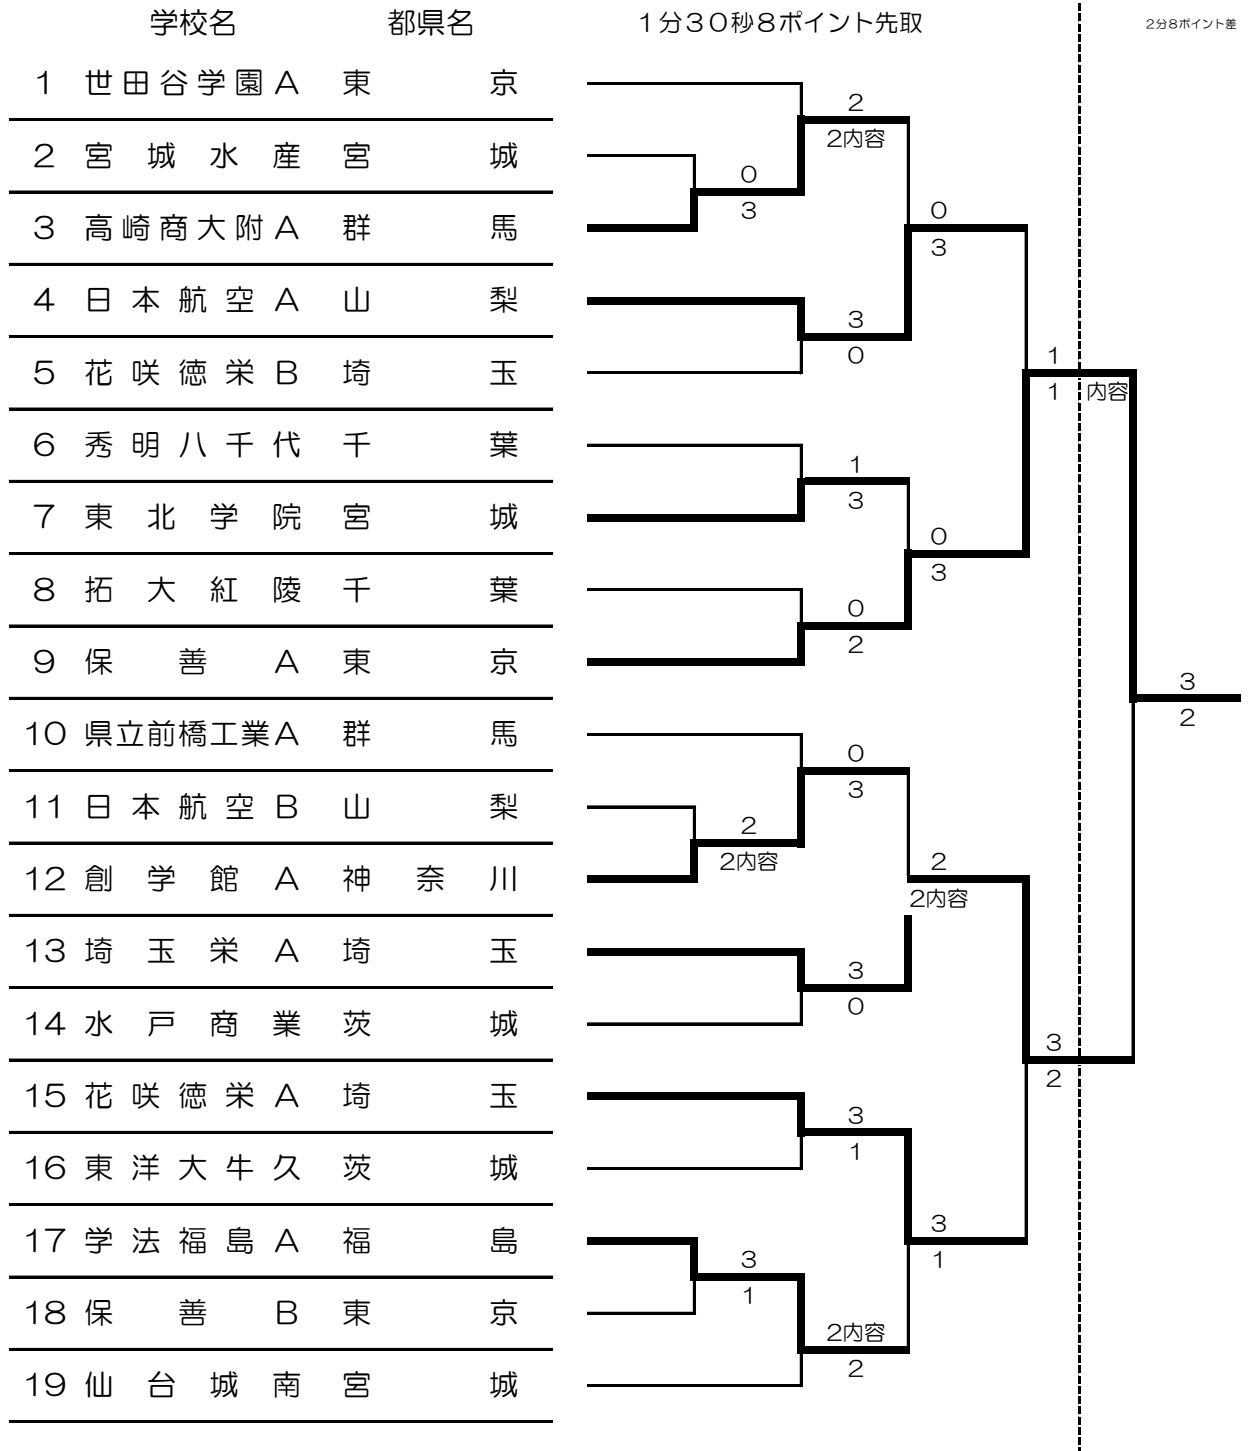 学校名 都県名 1分30秒8ポイント先取 2分8ポイント差
1 世田谷学園A 東京
2
2内容
2 宮城水産 宮城
0
3 高崎商大附A 群馬
3
0
3
4 日本航空A 山梨
3
0
5 花咲徳栄B 埼玉
1
1 内容
6 秀明八千代 千葉
1
3
7 東北学院 宮城
0
3
8 拓大紅陵 千葉
0
2
9 保善A 東京
3
2
10 県立前橋工業A 群馬
0
3
11 日本航空B 山梨
2
2内容
12 創学館A 神奈川
2
2内容
13 埼玉栄A 埼玉
3
0
14 水戸商業 茨城
3
2
15 花咲徳栄A 埼玉
3
1
16 東洋大牛久 茨城
17 学法福島A 福島
3
1
3
1
18 保善B 東京
2内容
2
19 仙台城南 宮城